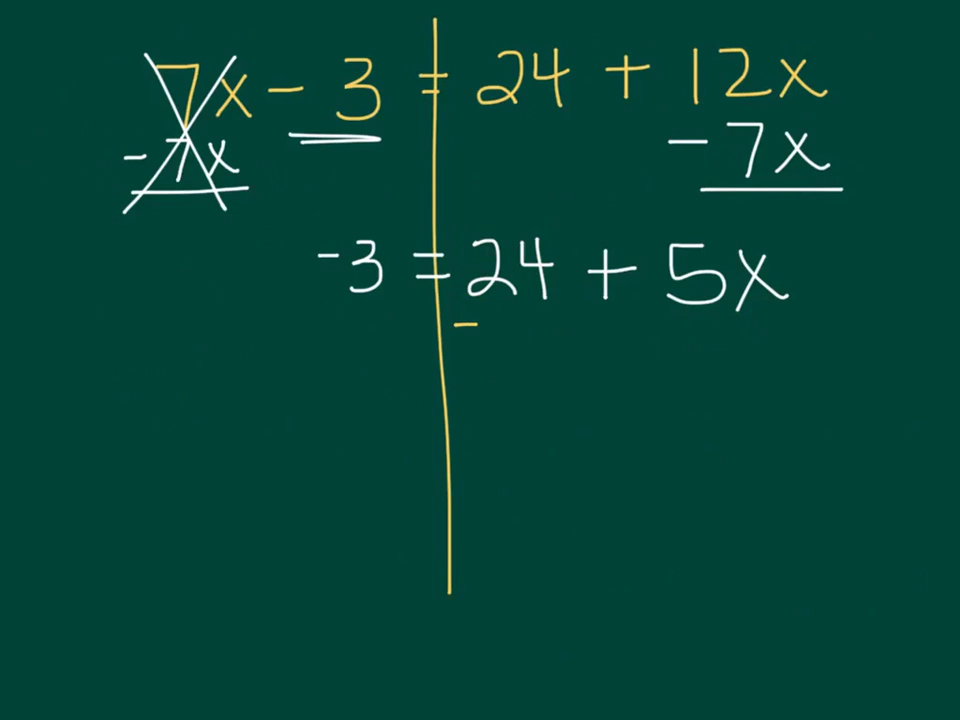 7x - 3 = 24 + 12x
- 7x - 7x
-3 = 24 + 5x
-